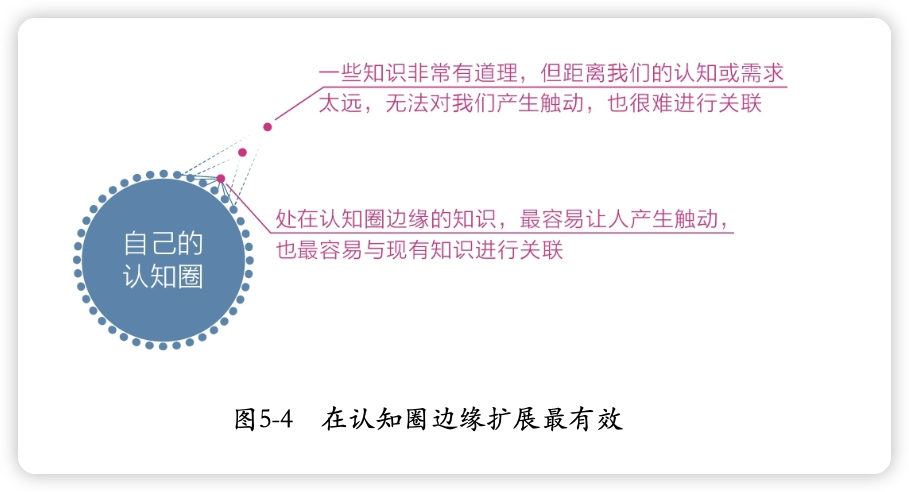 一些知识非常有道理，但距离我们的认知或需求
太远，无法对我们产生触动，也很难进行关联
处在认知圈边缘的知识，最容易让人产生触动，
也最容易与现有知识进行关联
自己的
认知圈
图5-4　在认知圈边缘扩展最有效